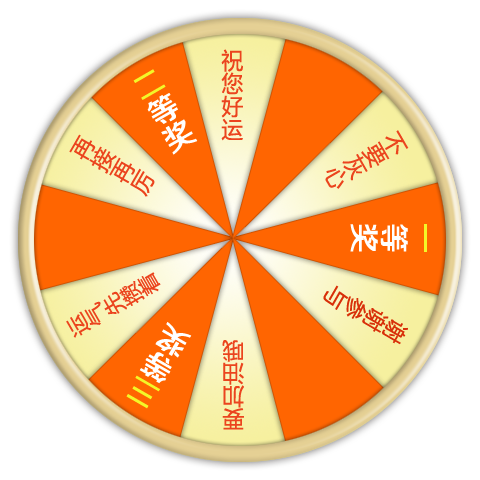 祝您好运
不要灰心
一等奖
谢谢参与
要加油哦
三等奖
运气先攒着
再接再厉
二等奖